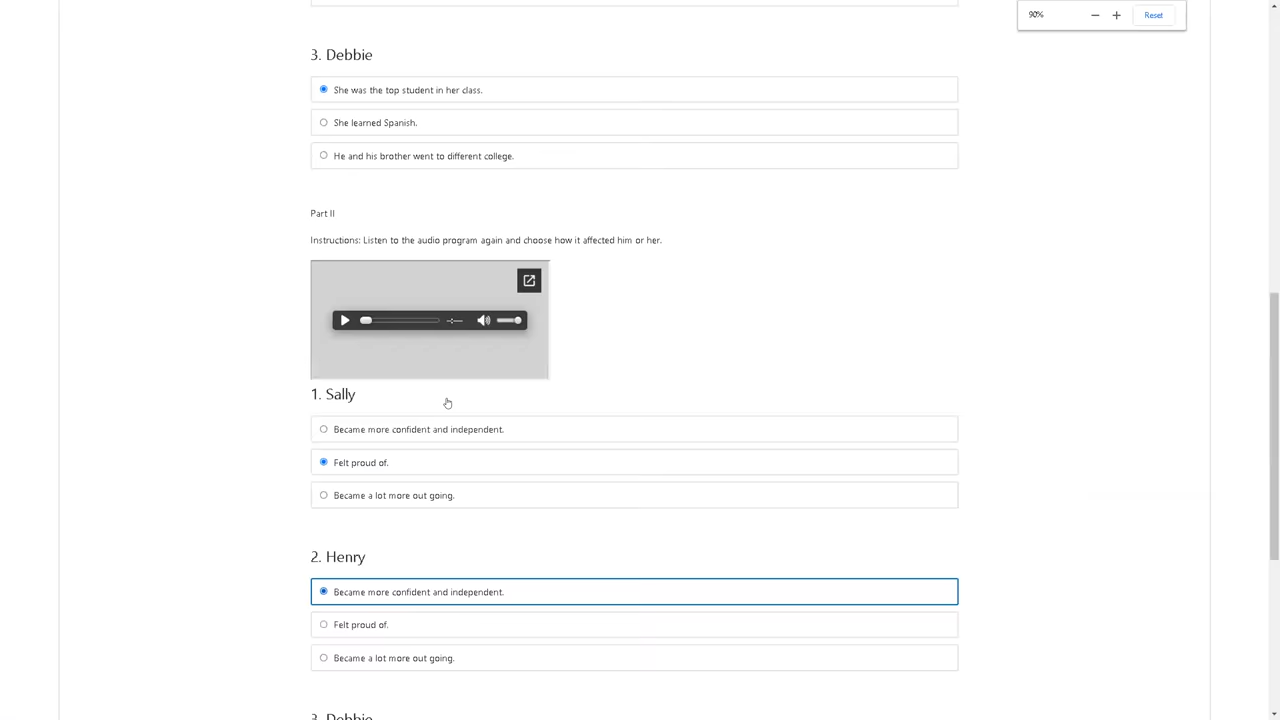 90%
Reset
3. Debbie
She was the top student in her class.
She learned Spanish.
He and his brother went to different college.
Part II
Instructions: Listen to the audio program again and choose how it affected him or her.
1. Sally
Became more confident and independent.
Felt proud of.
Became a lot more out going.
2. Henry
Became more confident and independent.
Felt proud of.
Became a lot more out going.
3. Debbie